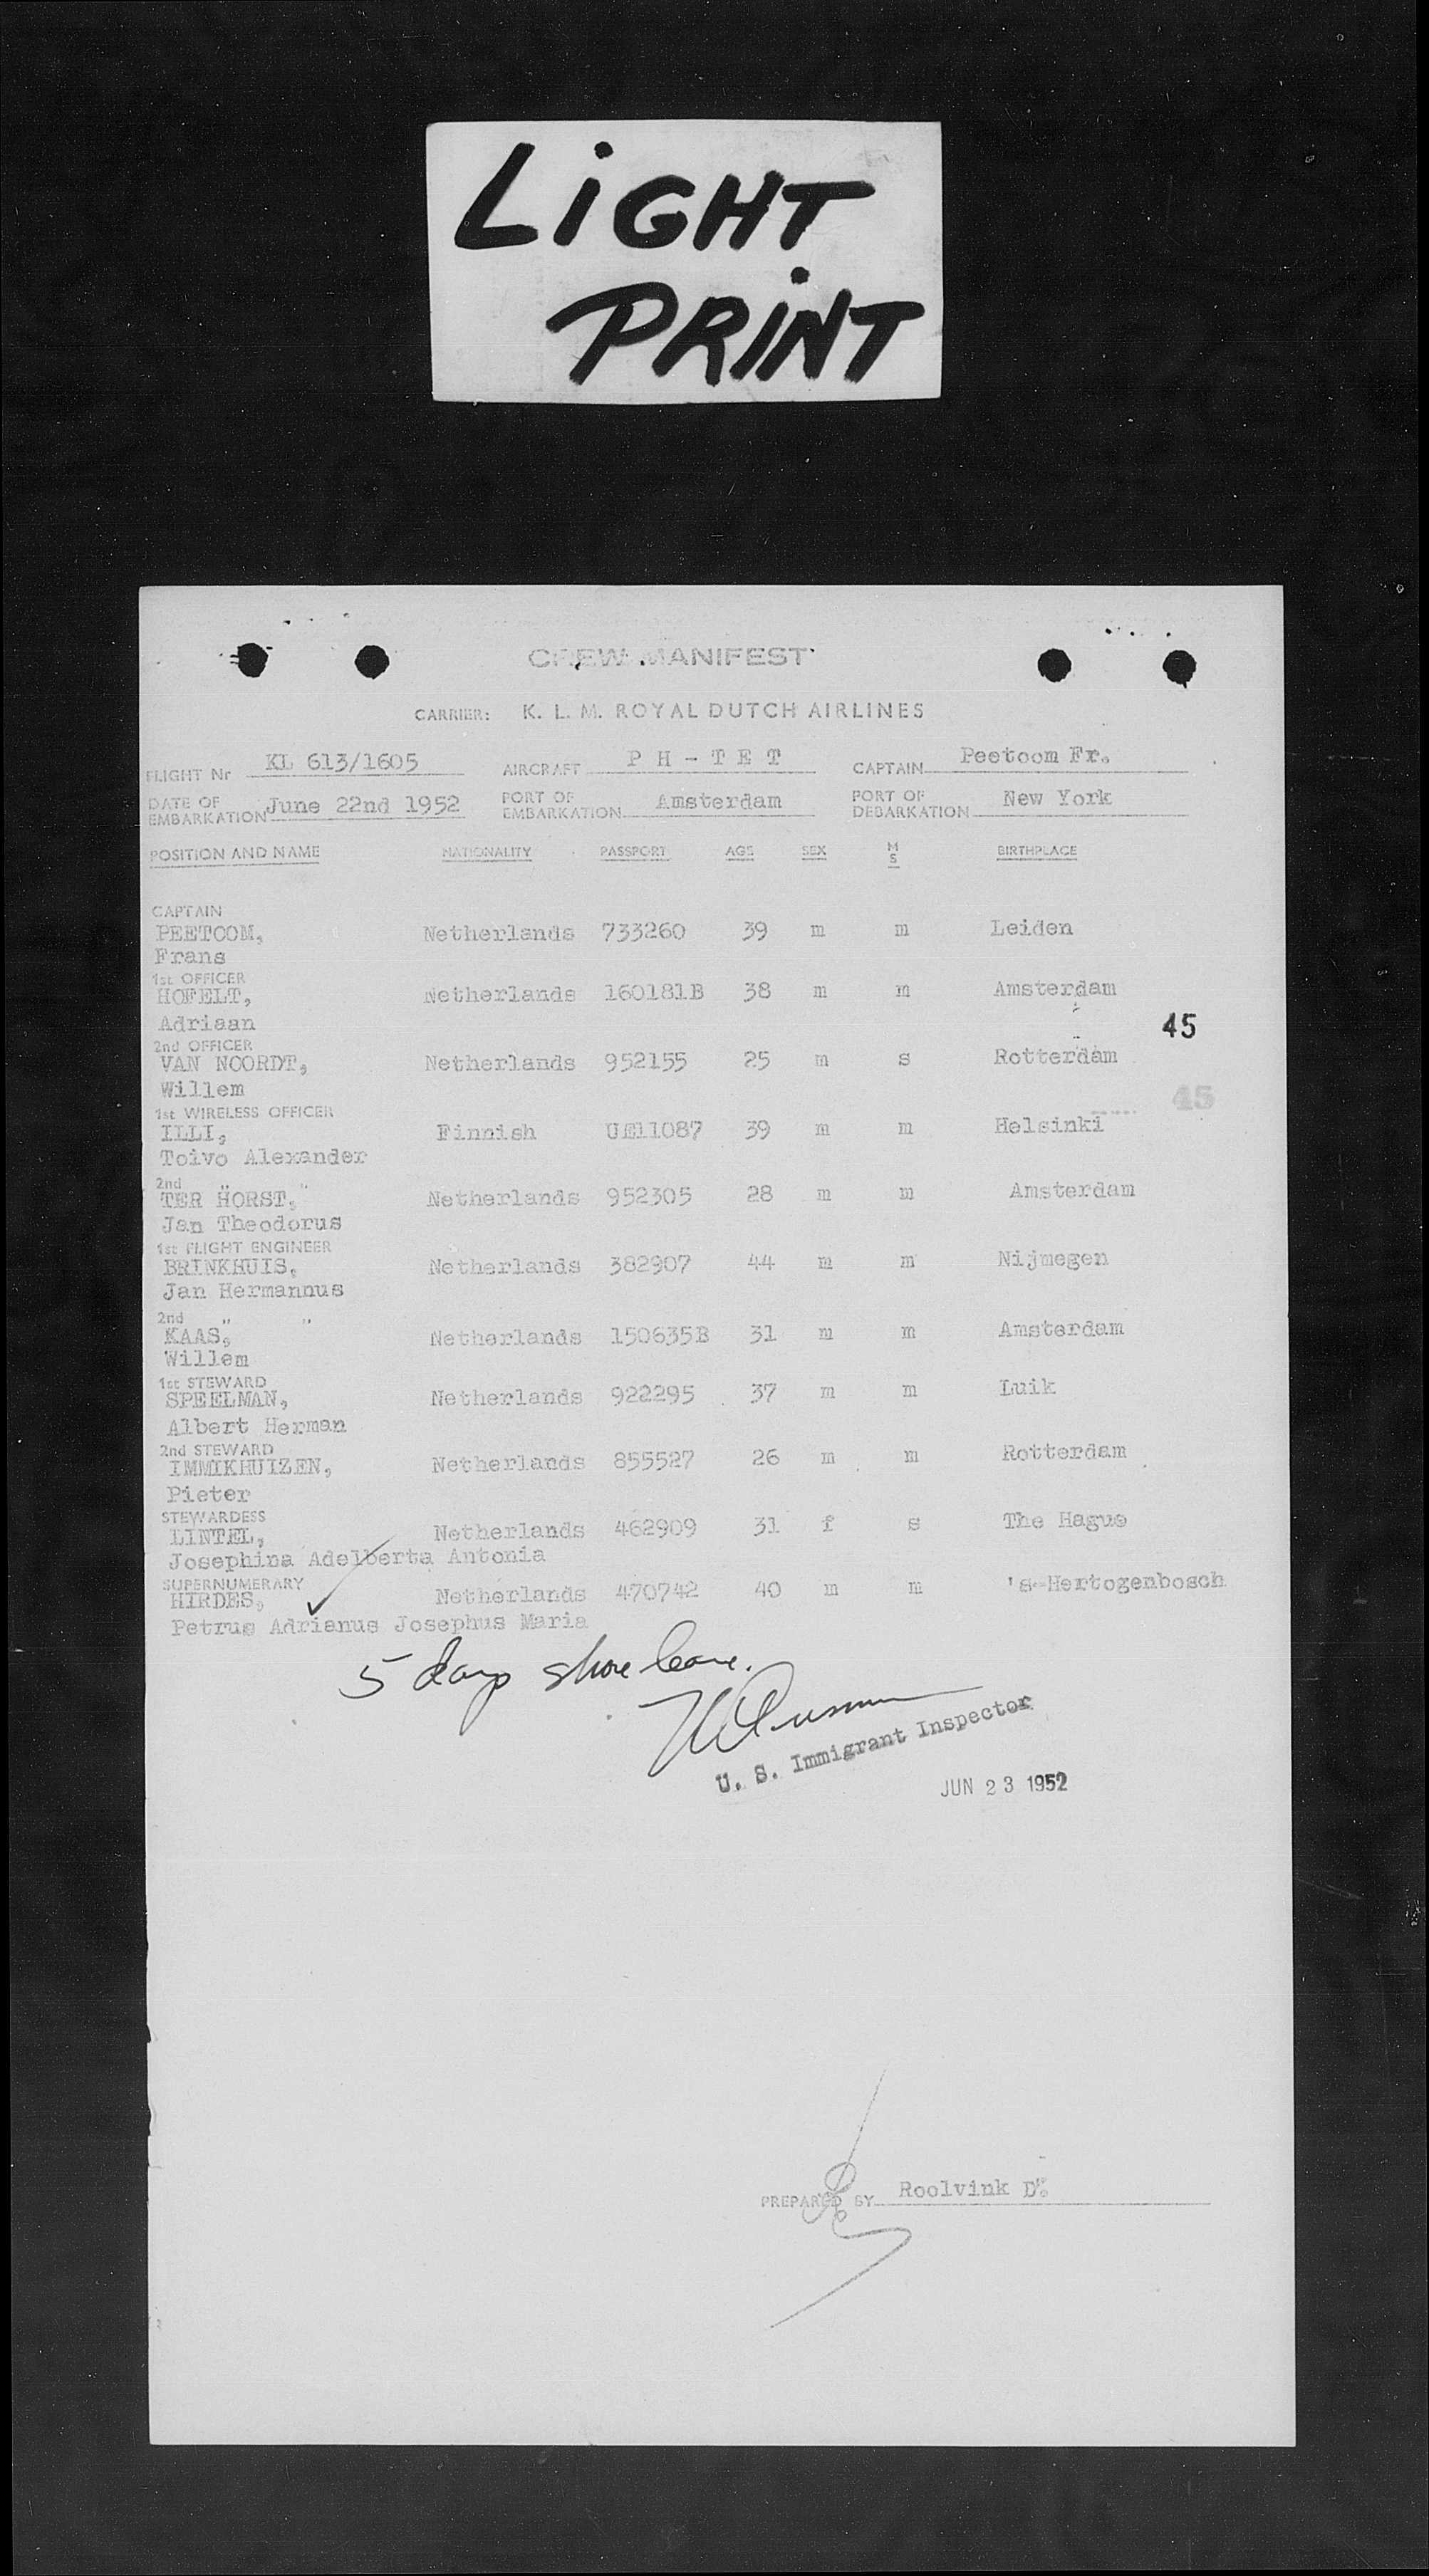 LiGHT
PRiNT
CREW MANIFEST
CARRIER: K. L. M. ROYAL DUTCH AIRLINES
FLIGHT Nr KL 613/1605 AIRCRAFT P H - T E T CAPTAIN Peetoom Fr.
DATE OF EMBARKATION June 22nd 1952 PORT OF EMBARKATION Amsterdam PORT OF DEBARKATION New York
POSITION AND NAME NATIONALITY PASSPORT AGE SEX M S BIRTHPLACE
CAPTAIN
PEETOOM, Netherlands 733260 39 m m Leiden
Frans
1st OFFICER
HOFELT, Netherlands 160181B 38 m m Amsterdam
Adriaan
45
2nd OFFICER
VAN NOORDT, Netherlands 952155 25 m s Rotterdam
Willem
45
1st WIRELESS OFFICER
ILLI, Finnish UE11087 39 m m Helsinki
Toivo Alexander
2nd " "
TER HORST, Netherlands 952305 28 m m Amsterdam
Jan Theodorus
1st FLIGHT ENGINEER
BRINKHUIS, Netherlands 382907 44 m m Nijmegen
Jan Hermannus
2nd " "
KAAS, Netherlands 150635B 31 m m Amsterdam
Willem
1st STEWARD
SPEELMAN, Netherlands 922295 37 m m Luik
Albert Herman
2nd STEWARD
IMMIKHUIZEN, Netherlands 855527 26 m m Rotterdam
Pieter
STEWARDESS
LINTEL, Netherlands 462909 31 f s The Hague
Josephina Adelberta Antonia
SUPERNUMERARY
HIRDES, Netherlands 470742 40 m m 's-Hertogenbosch
Petrus Adrianus Josephus Maria
5 days shore leave.
U. S. Immigrant Inspector
JUN 23 1952
PREPARED BY Roolvink D.